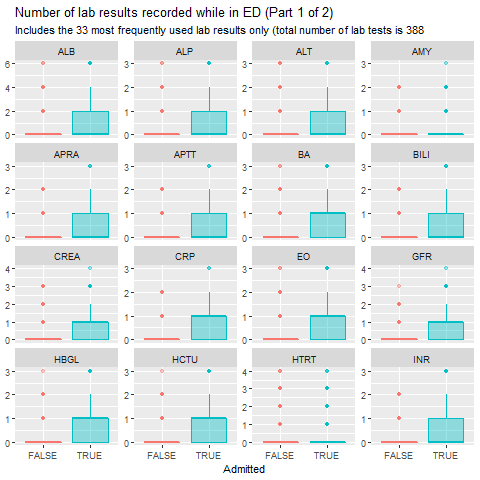 Number of lab results recorded while in ED (Part 1 of 2)
Includes the 33 most frequently used lab results only (total number of lab tests is 388
ALB ALP ALT AMY
6 3 3 3
4 2 2 2
2 1 1 1
0 0 0 0
APRA APTT BA BILI
3 3 3 3
2 2 2 2
1 1 1 1
0 0 0 0
CREA CRP EO GFR
4 3 3 4
3 2 2 3
2 1 1 2
1 0 0 1
0 0
HBGL HCTU HTRT INR
3 3 4 3
2 2 3 2
1 1 2 1
0 0 1 0
0
FALSE TRUE FALSE TRUE FALSE TRUE FALSE TRUE
Admitted